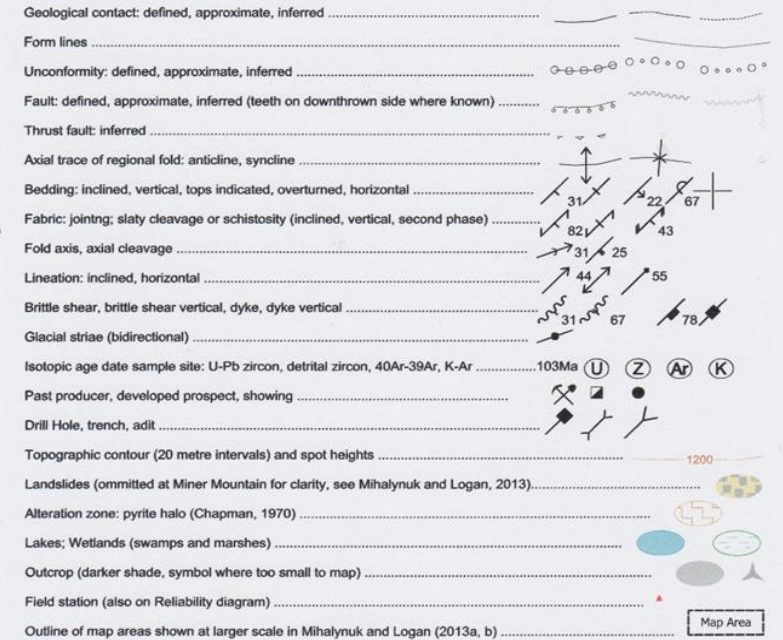 Geological contact: defined, approximate, inferred
Form lines
Unconformity: defined, approximate, inferred
Fault: defined, approximate, inferred (teeth on downthrown side where known)
Thrust fault: inferred
Axial trace of regional fold: anticline, syncline
Bedding: inclined, vertical, tops indicated, overturned, horizontal 31 22 67
Fabric: jointng; slaty cleavage or schistosity (inclined, vertical, second phase) 82 43
Fold axis, axial cleavage 31 25
Lineation: inclined, horizontal 44 55
Brittle shear, brittle shear vertical, dyke, dyke vertical 31 67 78
Glacial striae (bidirectional)
Isotopic age date sample site: U-Pb zircon, detrital zircon, 40Ar-39Ar, K-Ar 103Ma U Z Ar K
Past producer, developed prospect, showing
Drill Hole, trench, adit
Topographic contour (20 metre intervals) and spot heights 1200
Landslides (ommitted at Miner Mountain for clarity, see Mihalynuk and Logan, 2013)
Alteration zone: pyrite halo (Chapman, 1970)
Lakes; Wetlands (swamps and marshes)
Outcrop (darker shade, symbol where too small to map)
Field station (also on Reliability diagram)
Outline of map areas shown at larger scale in Mihalynuk and Logan (2013a, b) Map Area